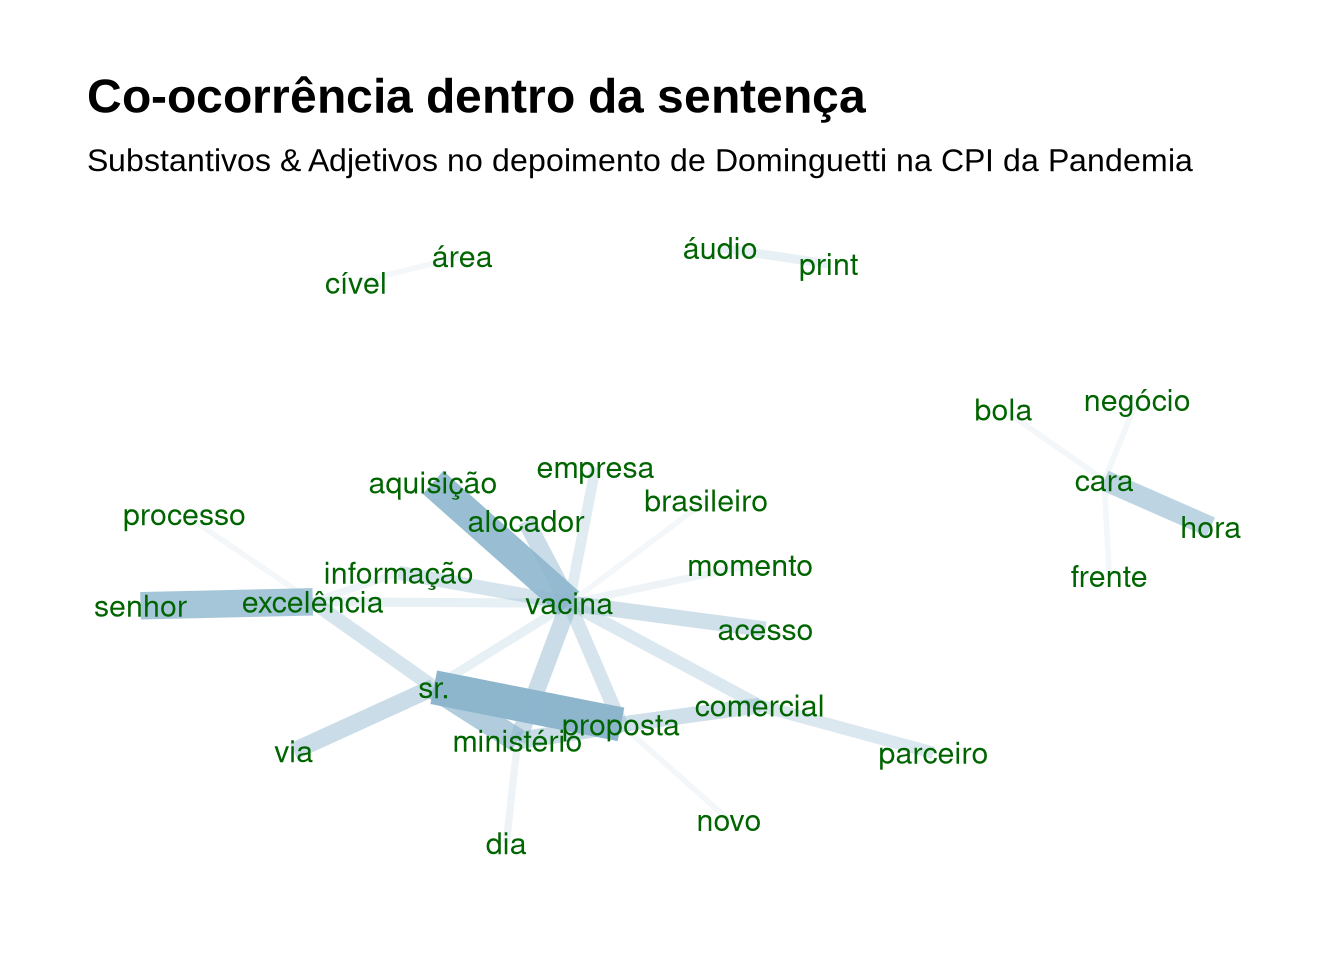 Co-ocorrência dentro da sentença
Substantivos & Adjetivos no depoimento de Dominguetti na CPI da Pandemia
área
cível
áudio
print
bola
negócio
cara
hora
frente
empresa
aquisição
brasileiro
alocador
processo
informação
momento
senhor
excelência
vacina
acesso
sr.
comercial
proposta
ministério
via
parceiro
novo
dia